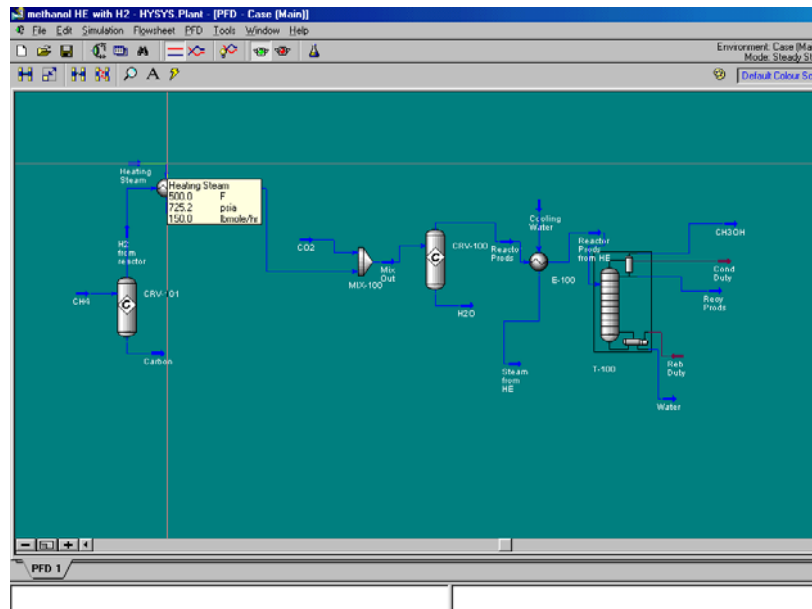 methanol HE with H2 - HYSYS.Plant - [PFD - Case (Main)]
File Edit Simulation Flowsheet PFD Tools Window Help
Environment: Case (Ma
Mode: Steady St
A
Default Colour Sc
Heating
Steam
Heating Steam
500.0 F
725.2 psia
150.0 lbmole/hr
H2
from
reactor
CH4
CRV-101
C
Carbon
CO2
MIX-100
Mix
Out
CRV-100
C
H2O
Reactor
Prods
Cooling
Water
E-100
Steam
from
HE
Reactor
Prods
from HE
T-100
CH3OH
Cond
Duty
Recy
Prods
Reb
Duty
Water
PFD 1